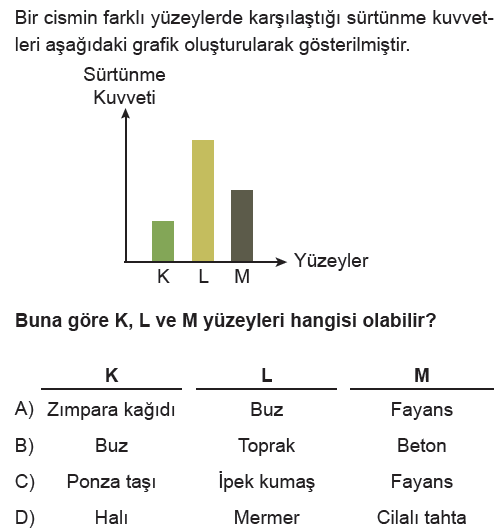 Bir cismin farklı yüzeylerde karşılaştığı sürtünme kuvvet-
leri aşağıdaki grafik oluşturularak gösterilmiştir.
Sürtünme
Kuvveti
Yüzeyler
K L M
Buna göre K, L ve M yüzeyleri hangisi olabilir?
K L M
A) Zımpara kağıdı Buz Fayans
B) Buz Toprak Beton
C) Ponza taşı İpek kumaş Fayans
D) Halı Mermer Cilalı tahta